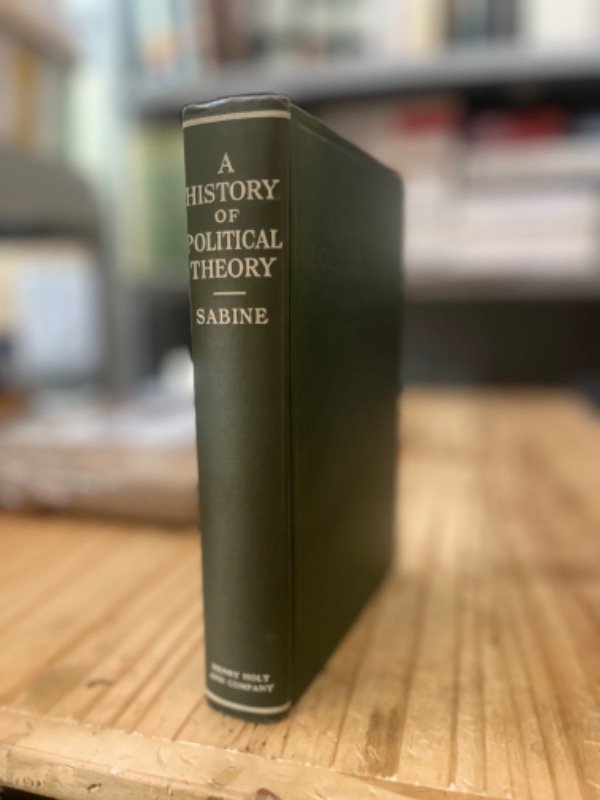 A
HISTORY
OF
POLITICAL
THEORY
SABINE
HENRY HOLT
AND COMPANY